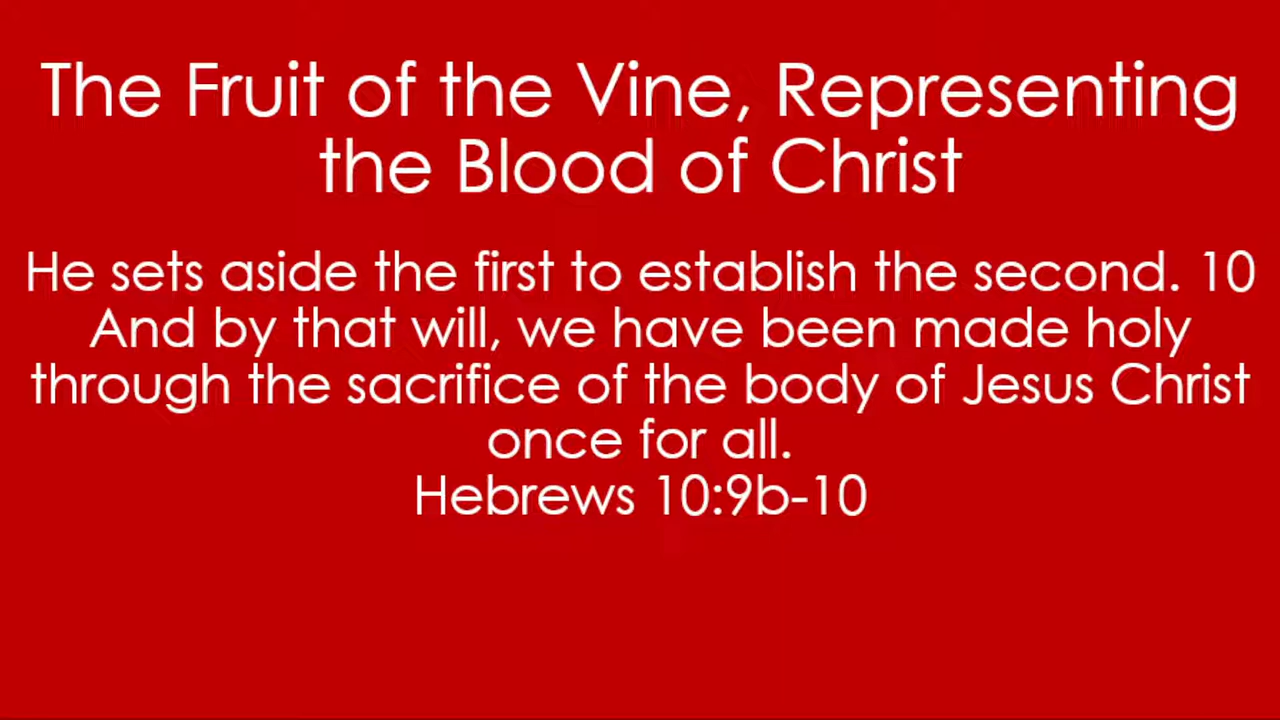 The Fruit of the Vine, Representing
the Blood of Christ
He sets aside the first to establish the second. 10
And by that will, we have been made holy
through the sacrifice of the body of Jesus Christ
once for all.
Hebrews 10:9b-10